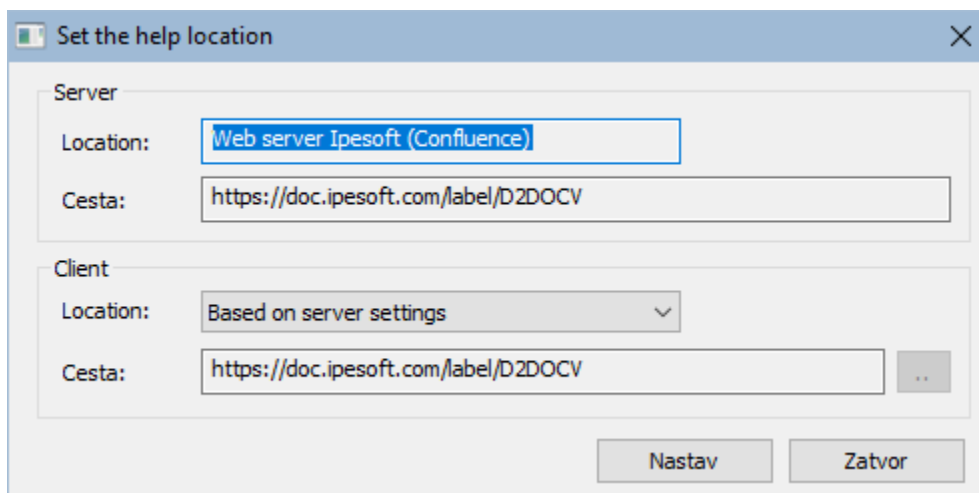 Set the help location
Server
Location: Web server Ipesoft (Confluence)
Cesta: https://doc.ipesoft.com/label/D2DOCV
Client
Location: Based on server settings
Cesta: https://doc.ipesoft.com/label/D2DOCV ..
Nastav Zatvor